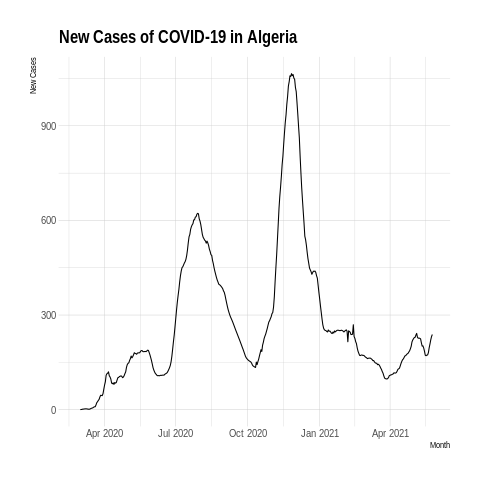 New Cases of COVID-19 in Algeria
New Cases
900
600
300
0
Apr 2020 Jul 2020 Oct 2020 Jan 2021 Apr 2021
Month